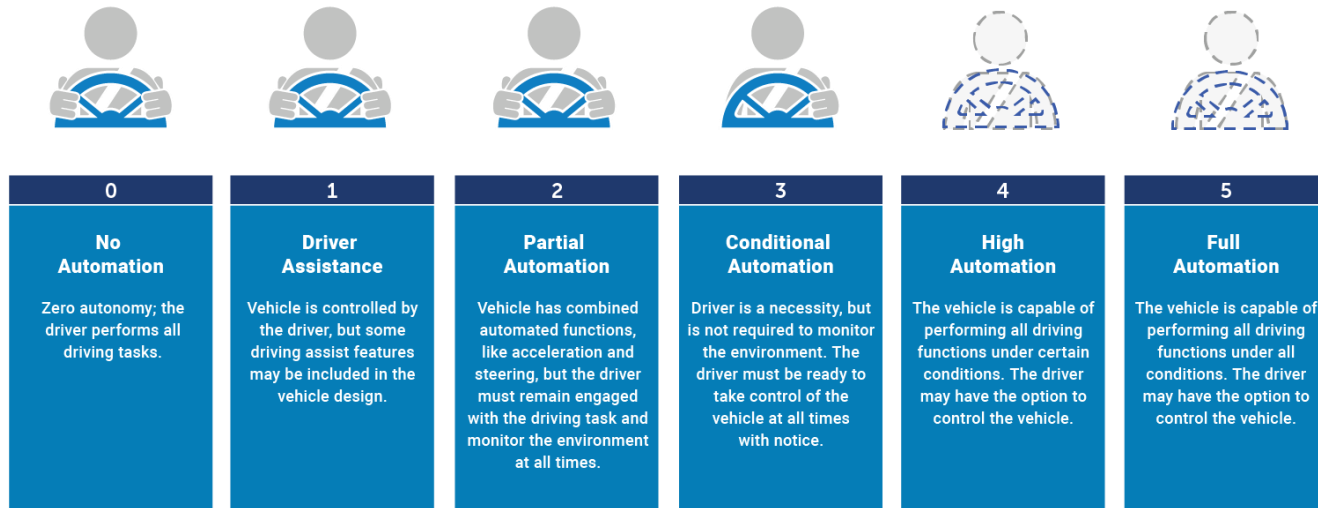 0
No
Automation
Zero autonomy; the
driver performs all
driving tasks.
1
Driver
Assistance
Vehicle is controlled by
the driver, but some
driving assist features
may be included in the
vehicle design.
2
Partial
Automation
Vehicle has combined
automated functions,
like acceleration and
steering, but the driver
must remain engaged
with the driving task and
monitor the environment
at all times.
3
Conditional
Automation
Driver is a necessity, but
is not required to monitor
the environment. The
driver must be ready to
take control of the
vehicle at all times
with notice.
4
High
Automation
The vehicle is capable of
performing all driving
functions under certain
conditions. The driver
may have the option to
control the vehicle.
5
Full
Automation
The vehicle is capable of
performing all driving
functions under all
conditions. The driver
may have the option to
control the vehicle.